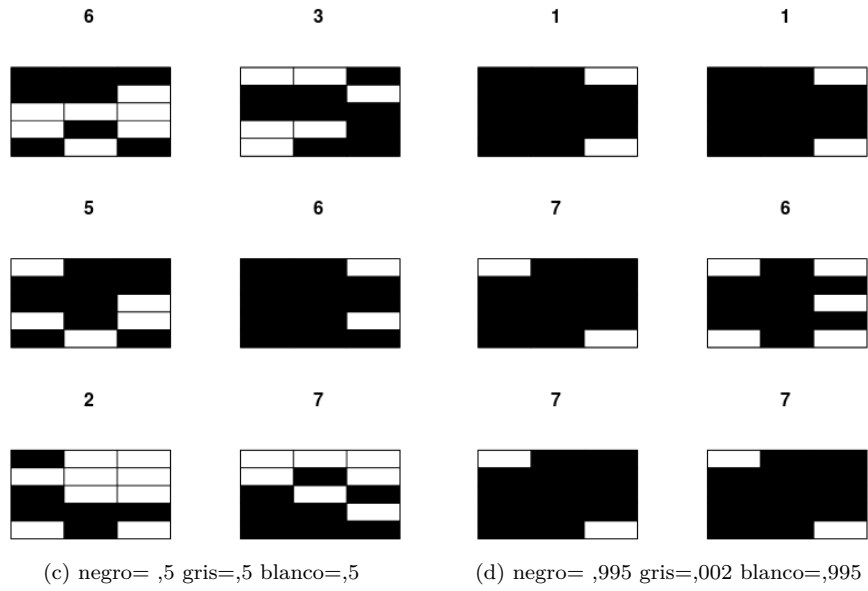 6 3 1 1
5 6 7 6
2 7 7 7
(c) negro= ,5 gris=,5 blanco=,5 (d) negro= ,995 gris=,002 blanco=,995